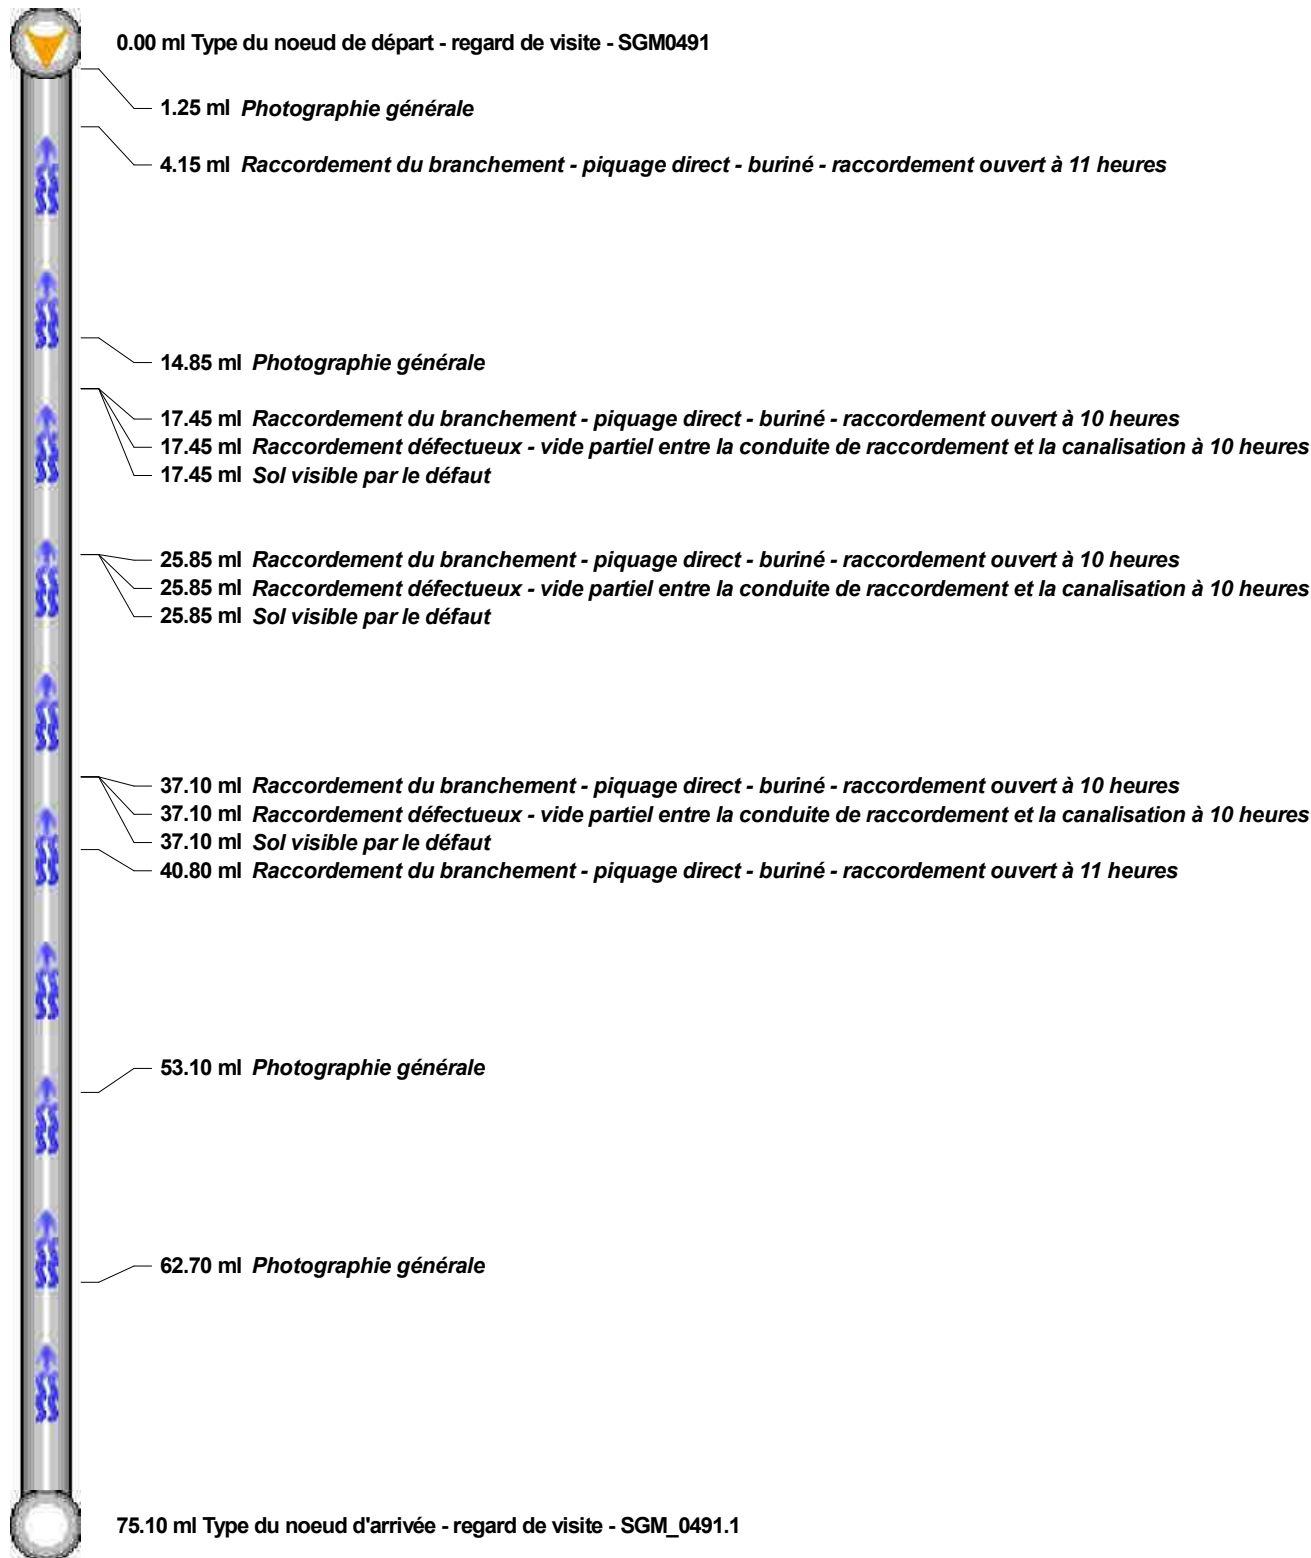 0.00 ml Type du noeud de départ - regard de visite - SGM0491
1.25 ml Photographie générale
4.15 ml Raccordement du branchement - piquage direct - buriné - raccordement ouvert à 11 heures
14.85 ml Photographie générale
17.45 ml Raccordement du branchement - piquage direct - buriné - raccordement ouvert à 10 heures
17.45 ml Raccordement défectueux - vide partiel entre la conduite de raccordement et la canalisation à 10 heures
17.45 ml Sol visible par le défaut
25.85 ml Raccordement du branchement - piquage direct - buriné - raccordement ouvert à 10 heures
25.85 ml Raccordement défectueux - vide partiel entre la conduite de raccordement et la canalisation à 10 heures
25.85 ml Sol visible par le défaut
37.10 ml Raccordement du branchement - piquage direct - buriné - raccordement ouvert à 10 heures
37.10 ml Raccordement défectueux - vide partiel entre la conduite de raccordement et la canalisation à 10 heures
37.10 ml Sol visible par le défaut
40.80 ml Raccordement du branchement - piquage direct - buriné - raccordement ouvert à 11 heures
53.10 ml Photographie générale
62.70 ml Photographie générale
75.10 ml Type du noeud d'arrivée - regard de visite - SGM_0491.1